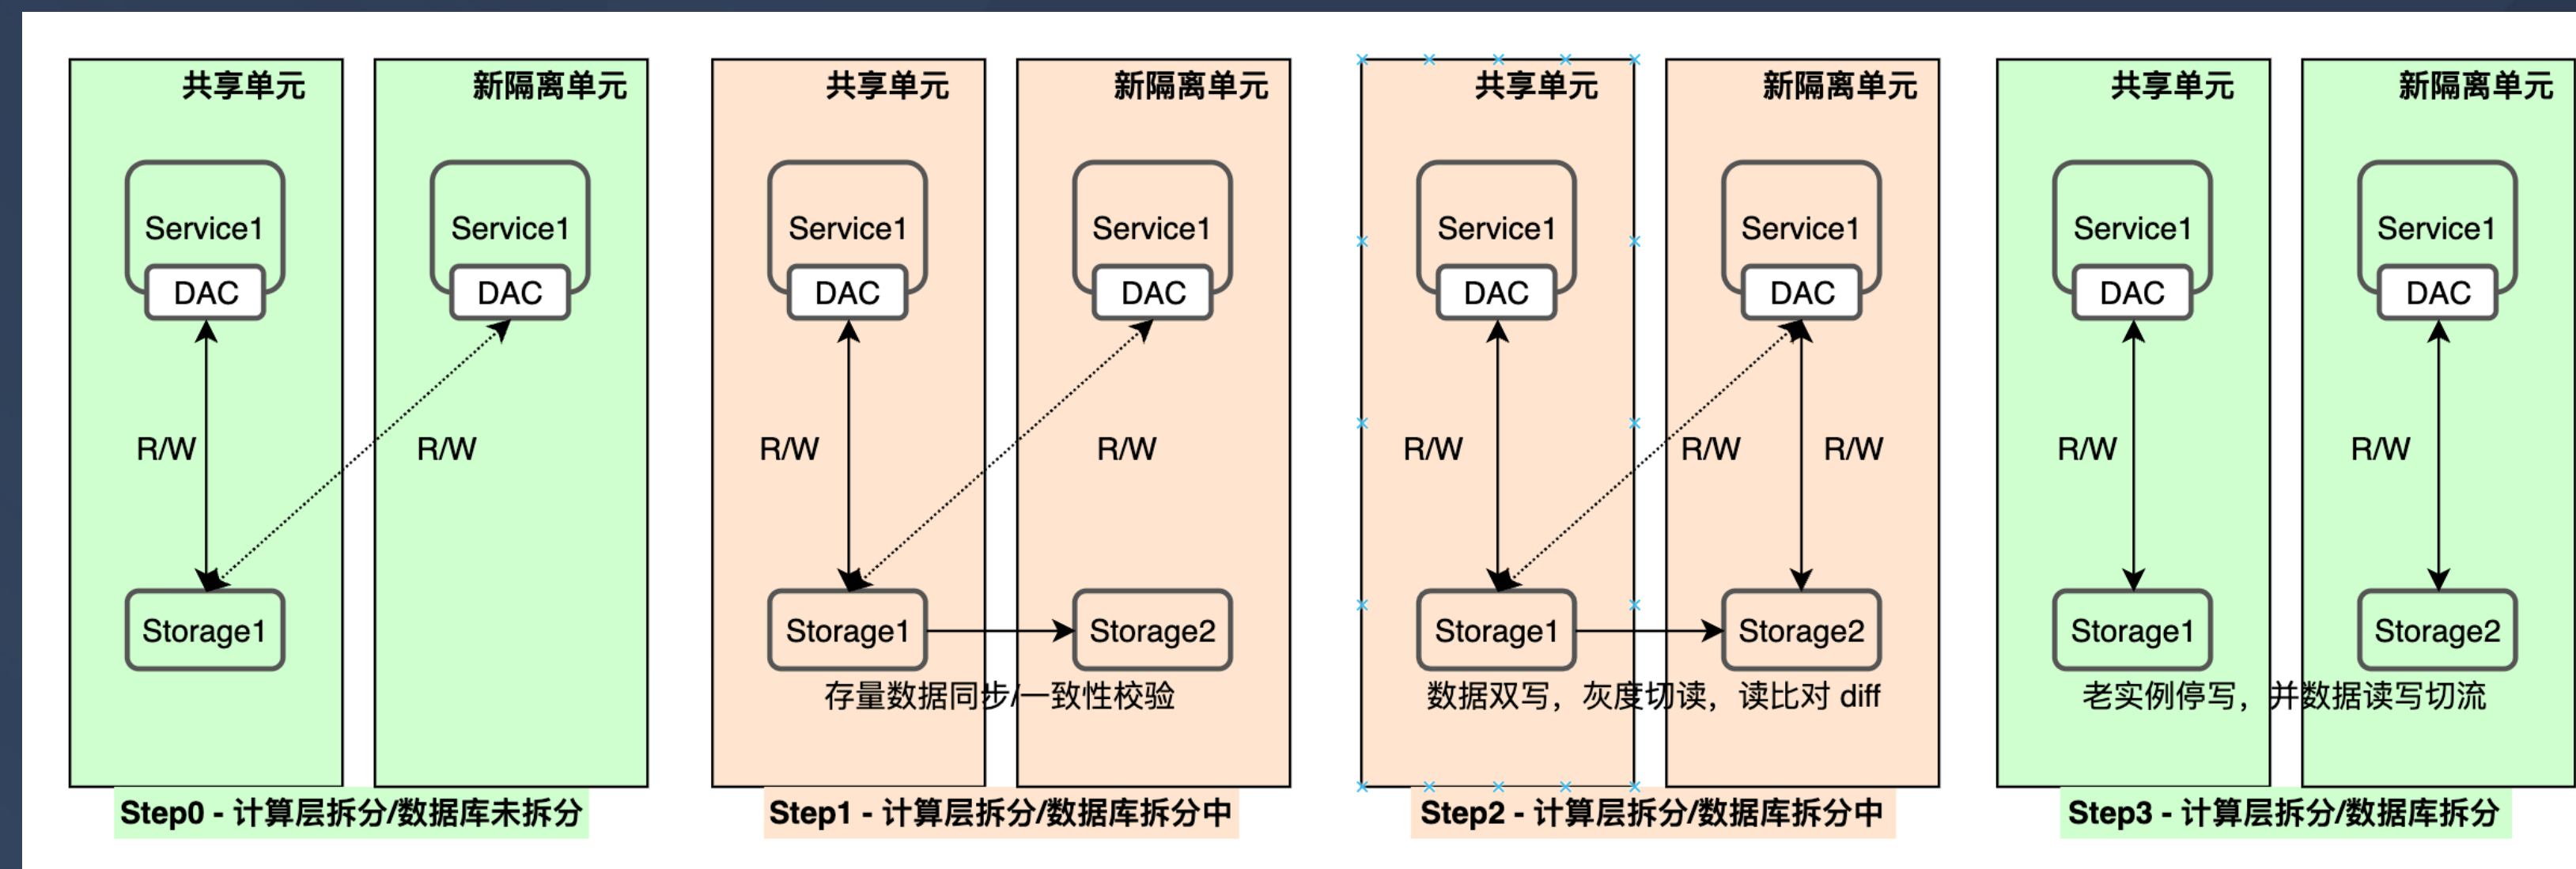 共享单元
新隔离单元
Service1
Service1
DAC
DAC
R/W
R/W
Storage1
Step0 - 计算层拆分/数据库未拆分
共享单元
新隔离单元
Service1
Service1
DAC
DAC
R/W
R/W
Storage1
Storage2
存量数据同步/一致性校验
Step1 - 计算层拆分/数据库拆分中
共享单元
新隔离单元
Service1
Service1
DAC
DAC
R/W
R/W
R/W
Storage1
Storage2
数据双写，灰度切读，读比对 diff
Step2 - 计算层拆分/数据库拆分中
共享单元
新隔离单元
Service1
Service1
DAC
DAC
R/W
R/W
Storage1
Storage2
老实例停写，并数据读写切流
Step3 - 计算层拆分/数据库拆分